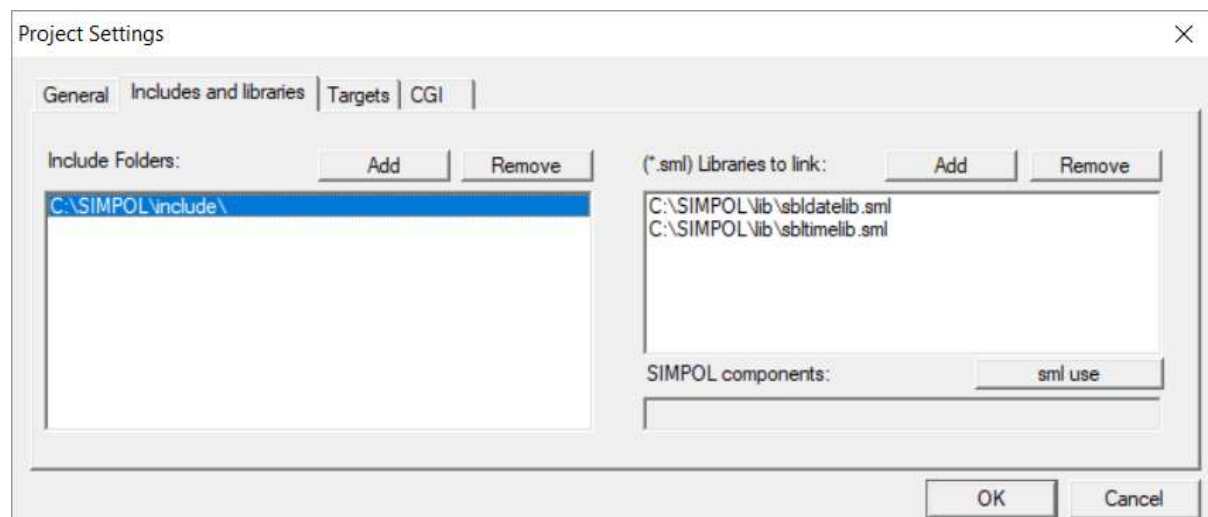 Project Settings
General Includes and libraries Targets CGI
Include Folders: Add Remove
C:\SIMPOL\include\
(*.sml) Libraries to link: Add Remove
C:\SIMPOL\lib\sbldatelib.sml
C:\SIMPOL\lib\sbltimelib.sml
SIMPOL components: sml use
OK Cancel